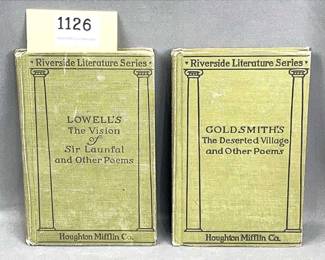 1126
Riverside Literature Series
LOWELL'S
The Vision
of
Sir Launfal
and Other Poems
Houghton Mifflin Co.
Riverside Literature Series
GOLDSMITH'S
The Deserted Village
and Other Poems
Houghton Mifflin Co.